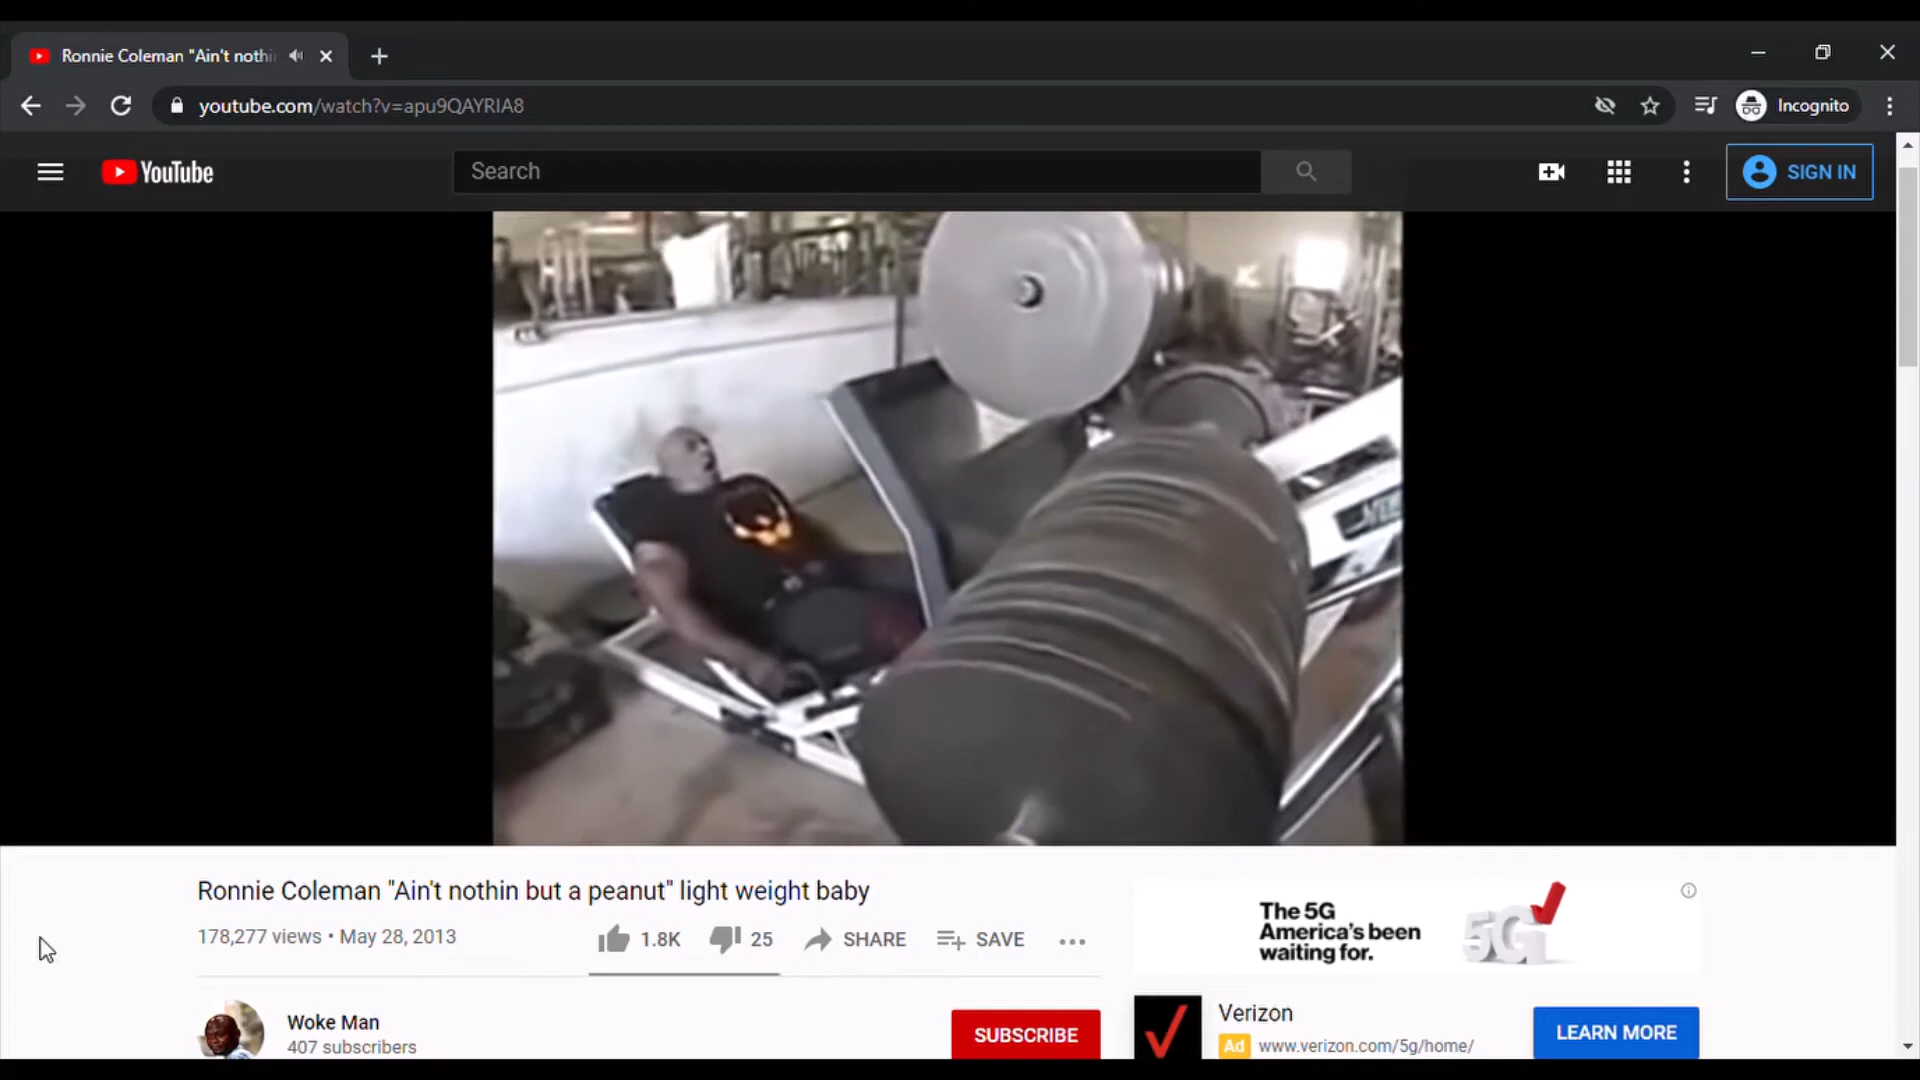 Ronnie Coleman "Ain't nothi
youtube.com/watch?v=apu9QAYRIA8
Incognito
YouTube
Search
SIGN IN
Ronnie Coleman "Ain't nothin but a peanut" light weight baby
178,277 views • May 28, 2013
1.8K
25
SHARE
SAVE
The 5G
America's been
waiting for.
5G
Woke Man
407 subscribers
SUBSCRIBE
Verizon
Ad www.verizon.com/5g/home/
LEARN MORE